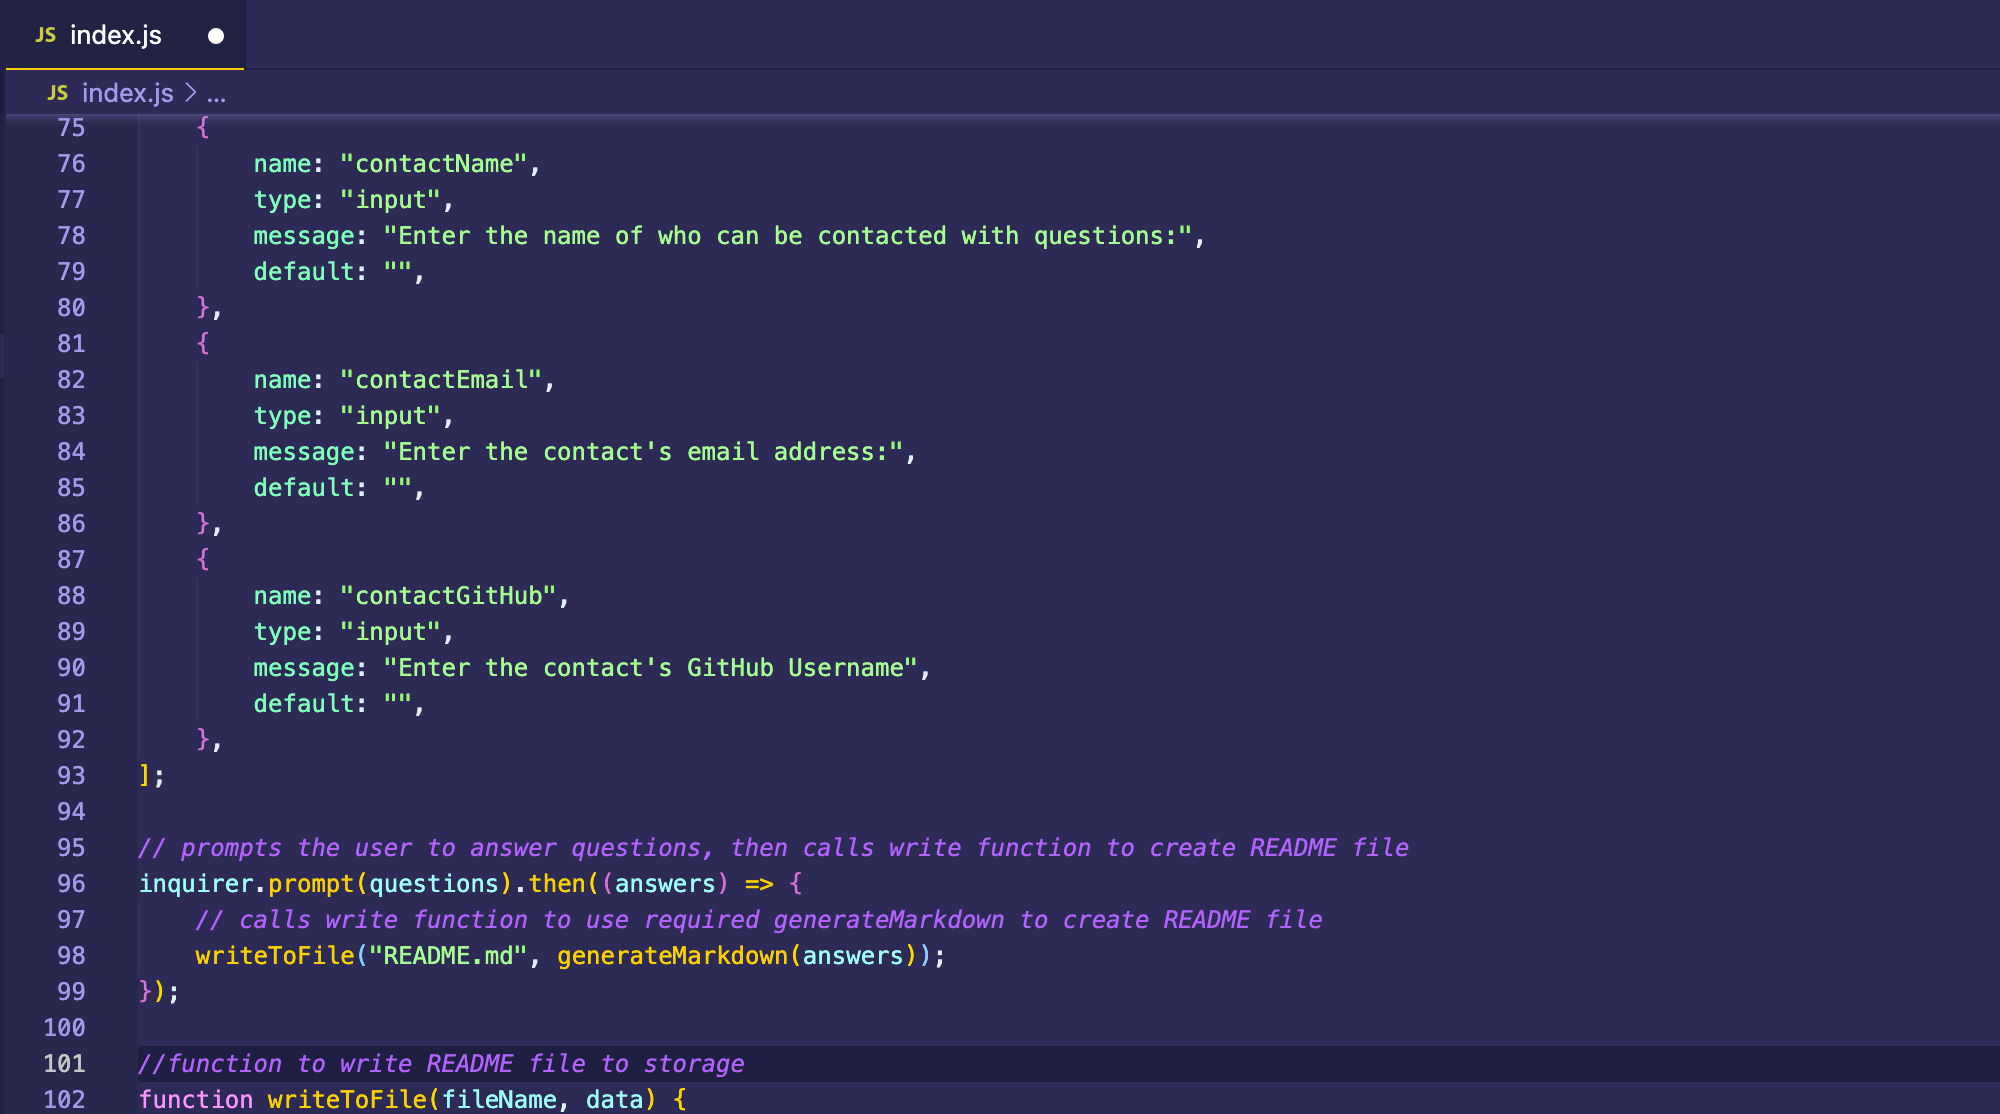 JS index.js
JS index.js > ...
75 {
76 name: "contactName",
77 type: "input",
78 message: "Enter the name of who can be contacted with questions:",
79 default: "",
80 },
81 {
82 name: "contactEmail",
83 type: "input",
84 message: "Enter the contact's email address:",
85 default: "",
86 },
87 {
88 name: "contactGitHub",
89 type: "input",
90 message: "Enter the contact's GitHub Username",
91 default: "",
92 },
93 ];
94
95 // prompts the user to answer questions, then calls write function to create README file
96 inquirer.prompt(questions).then((answers) => {
97 // calls write function to use required generateMarkdown to create README file
98 writeToFile("README.md", generateMarkdown(answers));
99 });
100
101 //function to write README file to storage
102 function writeToFile(fileName, data) {